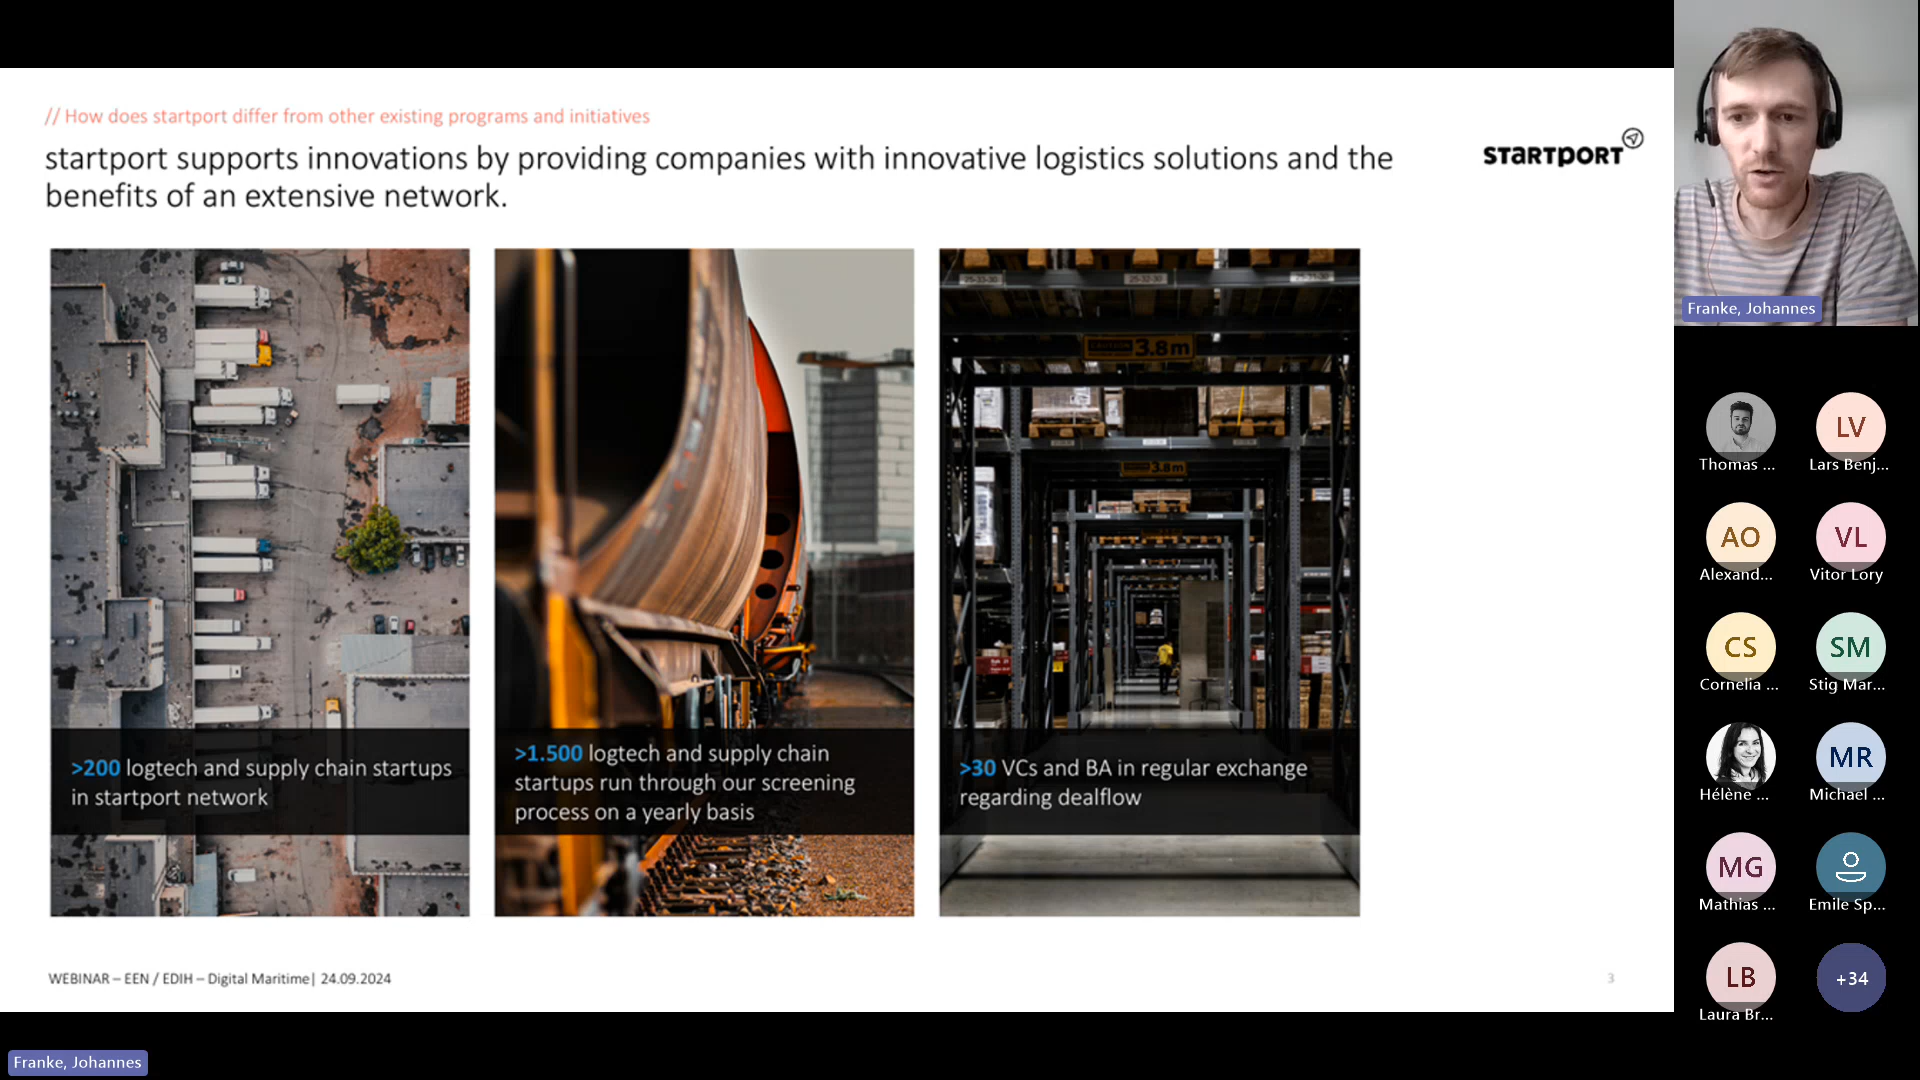 // How does startport differ from other existing programs and initiatives
startport supports innovations by providing companies with innovative logistics solutions and the
benefits of an extensive network.
STARTPORT
3.8m
3.8m
>200 logtech and supply chain startups
in startport network
>1.500 logtech and supply chain
startups run through our screening
process on a yearly basis
>30 VCs and BA in regular exchange
regarding dealflow
WEBINAR – EEN / EDIH – Digital Maritime| 24.09.2024
3
Franke, Johannes
Thomas ...
LV
Lars Benj...
AO
Alexand...
VL
Vitor Lory
CS
Cornelia ...
SM
Stig Mar...
Hélène ...
MR
Michael ...
MG
Mathias ...
Emile Sp...
LB
Laura Br...
+34
Franke, Johannes